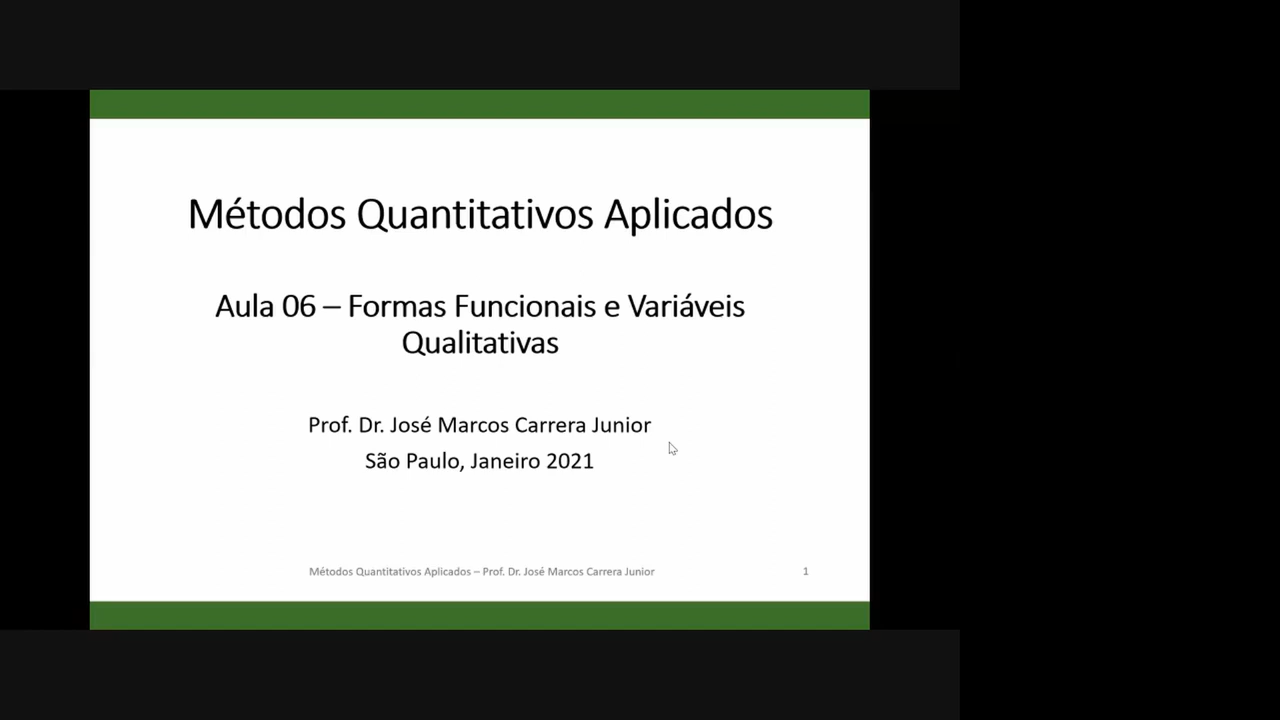 Métodos Quantitativos Aplicados
Aula 06 – Formas Funcionais e Variáveis
Qualitativas
Prof. Dr. José Marcos Carrera Junior
São Paulo, Janeiro 2021
Métodos Quantitativos Aplicados – Prof. Dr. José Marcos Carrera Junior
1